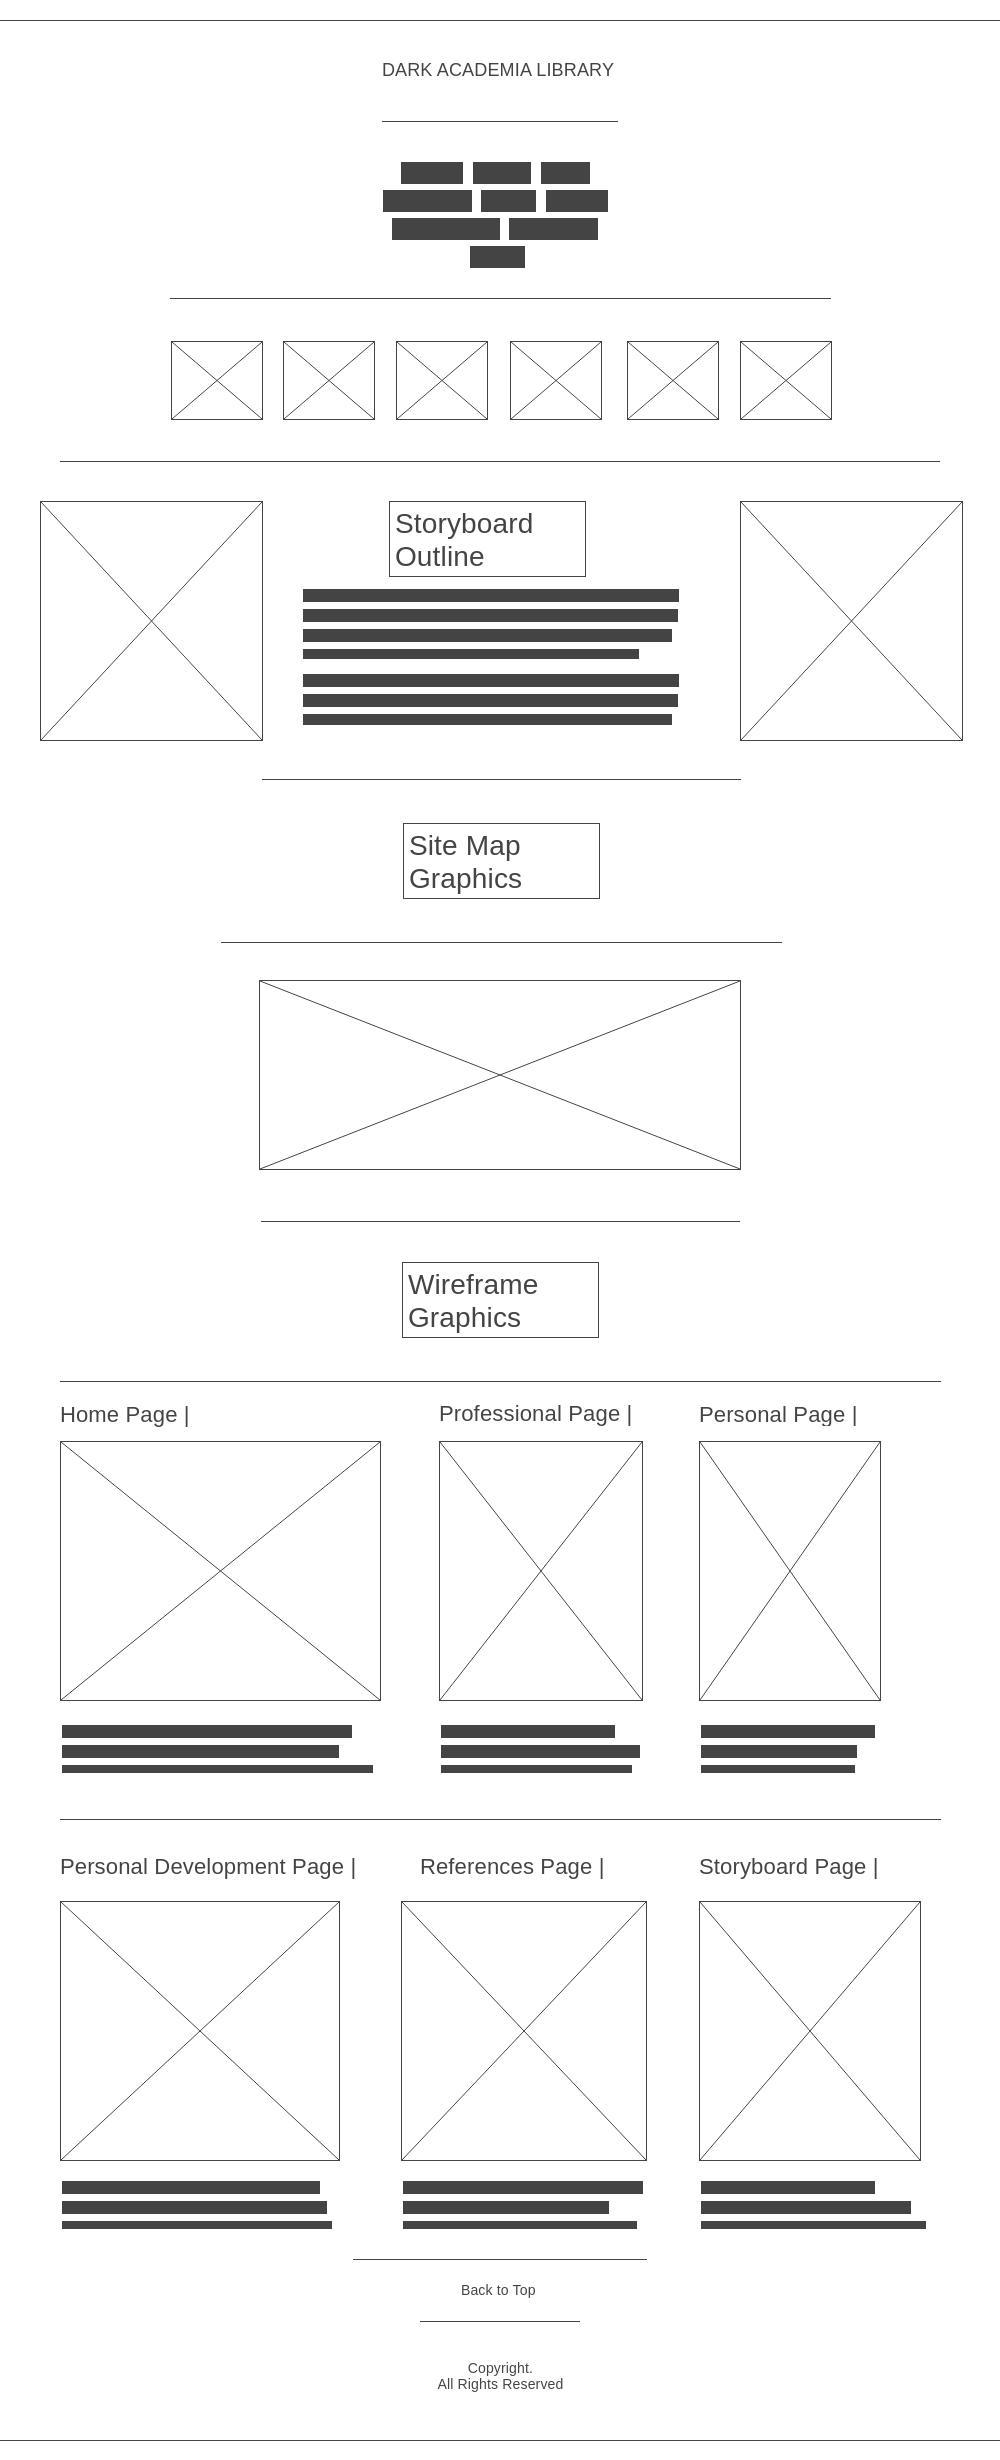 DARK ACADEMIA LIBRARY
Storyboard
Outline
Site Map
Graphics
Wireframe
Graphics
Home Page |
Professional Page |
Personal Page |
Personal Development Page |
References Page |
Storyboard Page |
Back to Top
Copyright.
All Rights Reserved